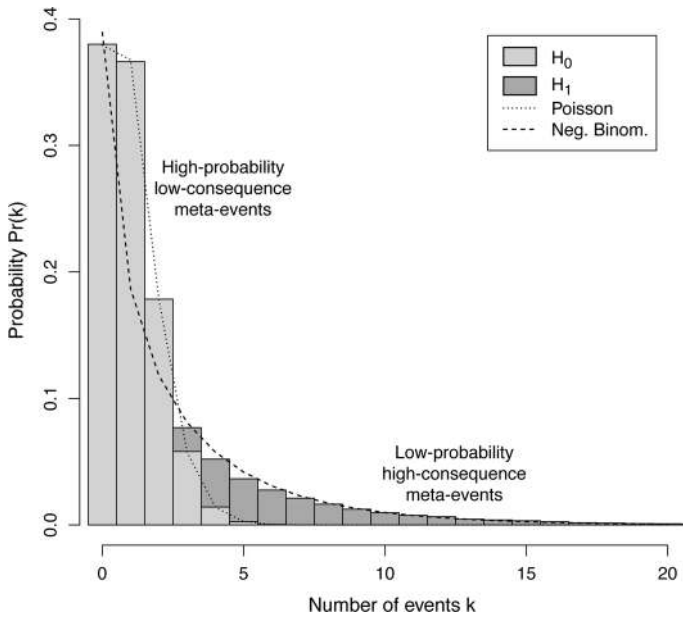 0.4
0.3
0.2
0.1
0.0
Probability Pr(k)
H₀
H₁
Poisson
Neg. Binom.
High-probability
low-consequence
meta-events
Low-probability
high-consequence
meta-events
0 5 10 15 20
Number of events k